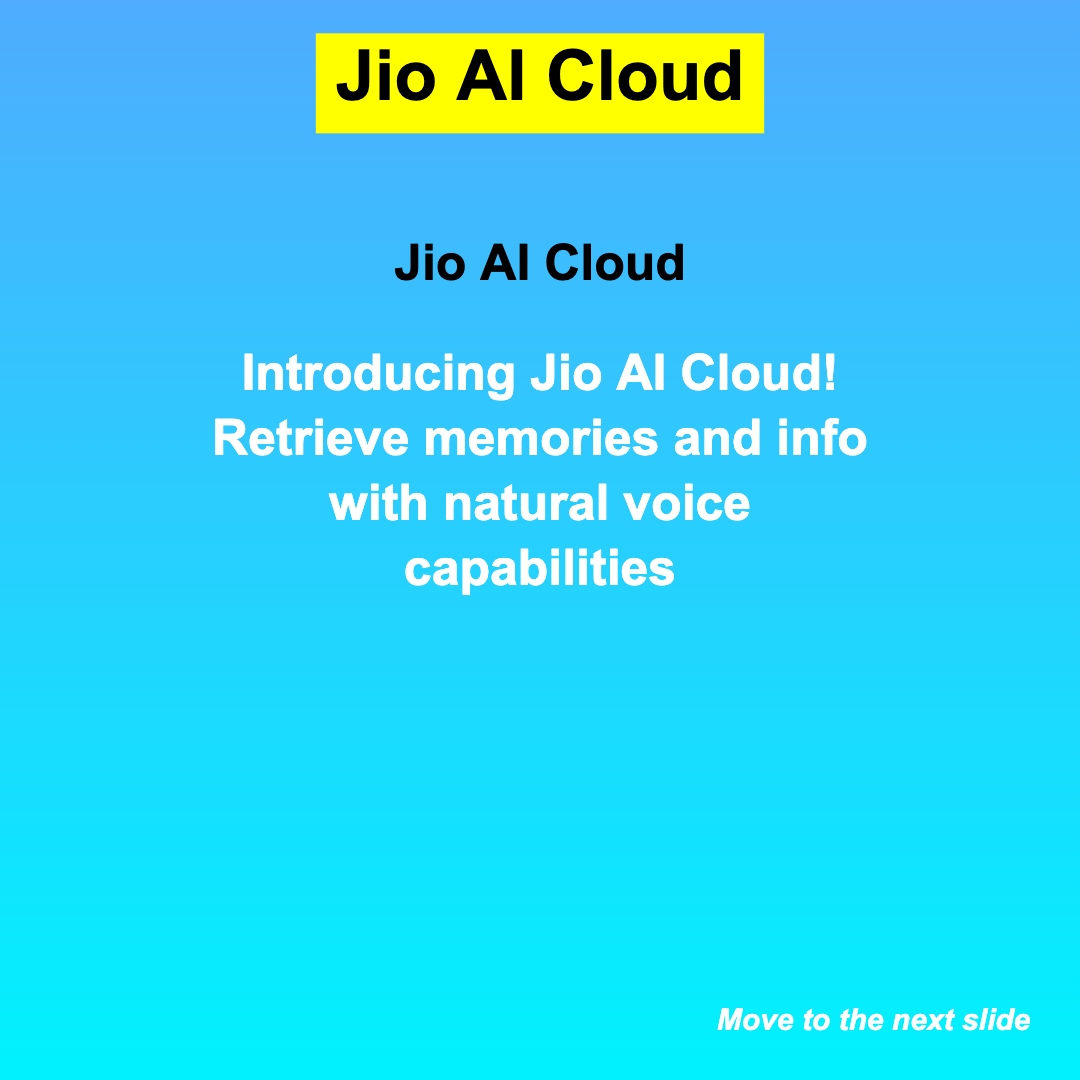 Jio AI Cloud
Jio AI Cloud
Introducing Jio AI Cloud!
Retrieve memories and info
with natural voice
capabilities
Move to the next slide